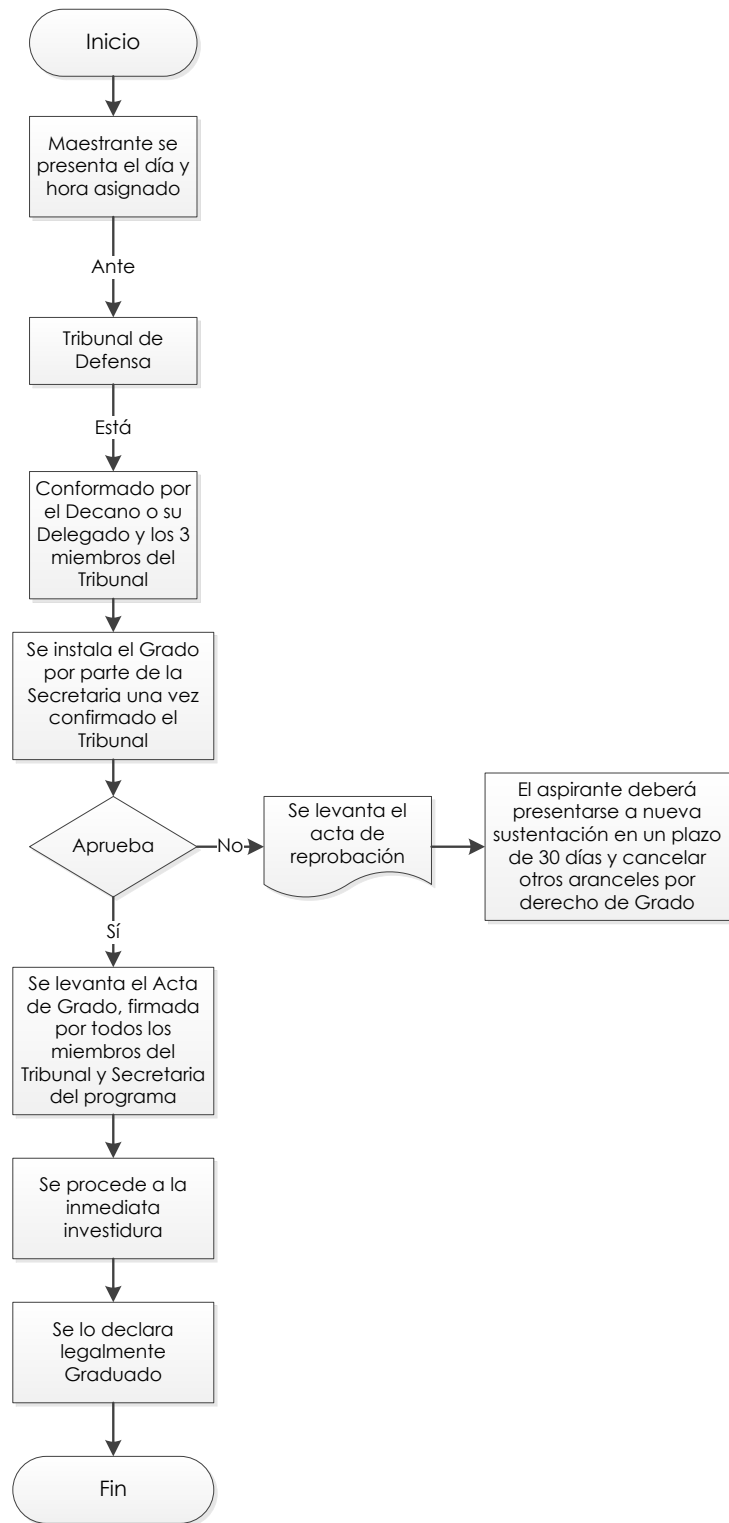 Inicio
Maestrante se
presenta el día y
hora asignado
Ante
Tribunal de
Defensa
Está
Conformado por
el Decano o su
Delegado y los 3
miembros del
Tribunal
Se instala el Grado
por parte de la
Secretaria una vez
confirmado el
Tribunal
Aprueba
No
Se levanta el
acta de
reprobación
El aspirante deberá
presentarse a nueva
sustentación en un plazo
de 30 días y cancelar
otros aranceles por
derecho de Grado
Sí
Se levanta el Acta
de Grado, firmada
por todos los
miembros del
Tribunal y Secretaria
del programa
Se procede a la
inmediata
investidura
Se lo declara
legalmente
Graduado
Fin